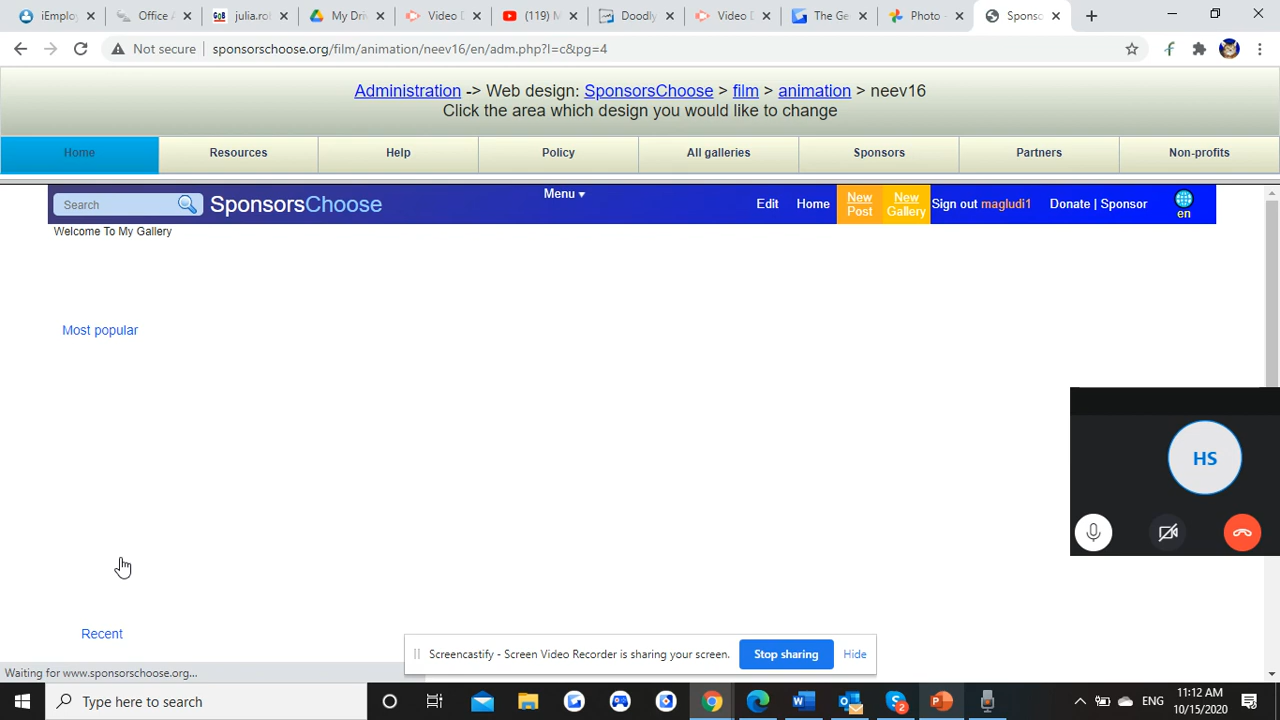 iEmploy
Office A
julia.rol
My Driv
Video D
(119) M
Doodly
Video D
The Ge
Photo -
Sponso
Not secure
sponsorschoose.org/film/animation/neev16/en/adm.php?l=c&pg=4
Administration -> Web design: SponsorsChoose > film > animation > neev16
Click the area which design you would like to change
Home Resources Help Policy All galleries Sponsors Partners Non-profits
Search SponsorsChoose Menu ▾ Edit Home New Post New Gallery Sign out magludi1 Donate | Sponsor en
Welcome To My Gallery
Most popular
HS
Recent
Screencastify - Screen Video Recorder is sharing your screen. Stop sharing Hide
Waiting for www.sponsorschoose.org...
Type here to search
2
ENG
11:12 AM
10/15/2020